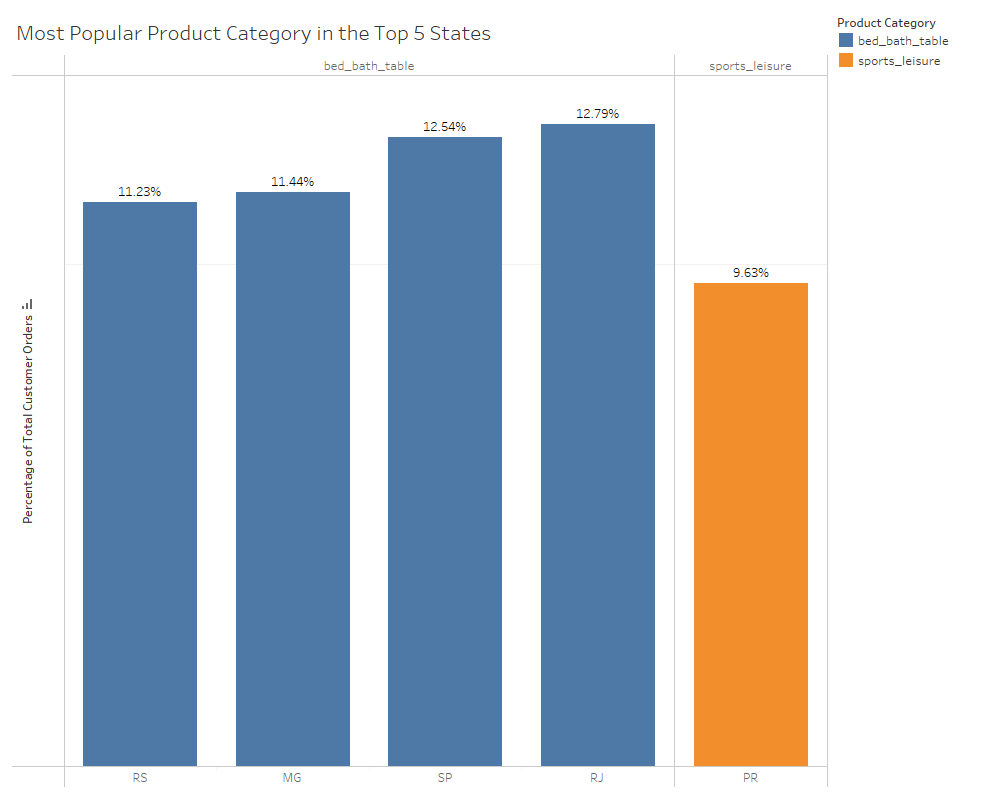 Most Popular Product Category in the Top 5 States
Product Category
bed_bath_table
sports_leisure
bed_bath_table
sports_leisure
11.23%
11.44%
12.54%
12.79%
9.63%
Percentage of Total Customer Orders
RS
MG
SP
RJ
PR